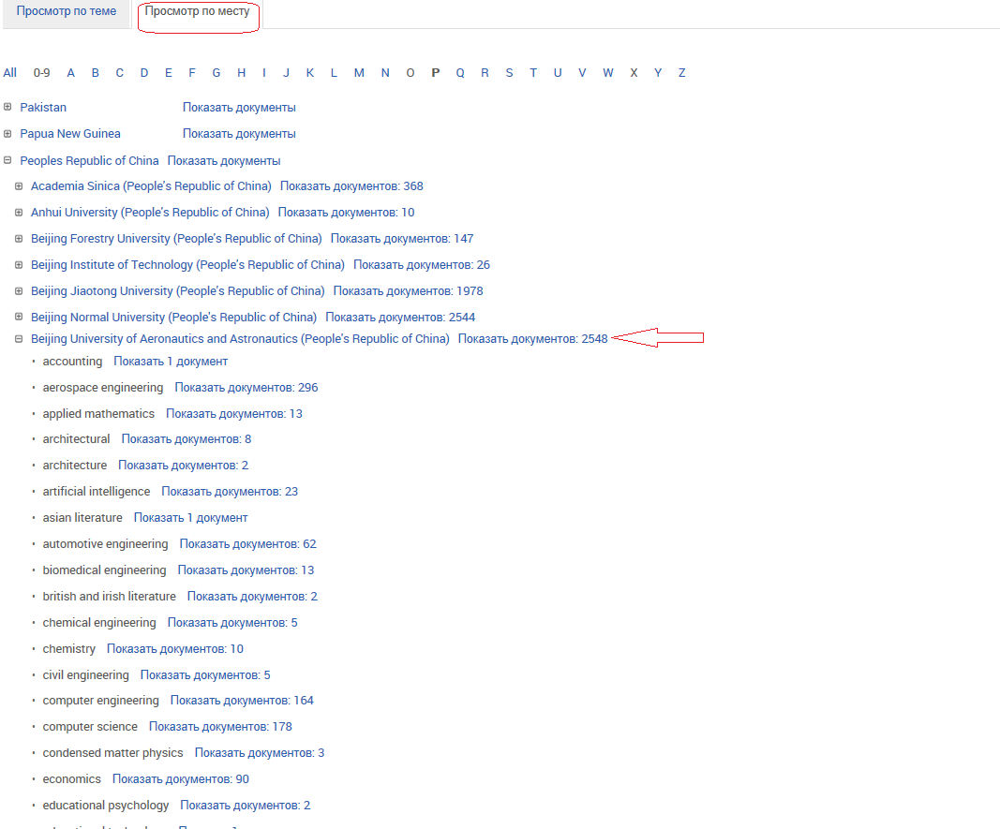 Просмотр по теме Просмотр по месту
All 0-9 A B C D E F G H I J K L M N O P Q R S T U V W X Y Z
Pakistan Показать документы
Papua New Guinea Показать документы
Peoples Republic of China Показать документы
Academia Sinica (People's Republic of China) Показать документов: 368
Anhui University (People's Republic of China) Показать документов: 10
Beijing Forestry University (People's Republic of China) Показать документов: 147
Beijing Institute of Technology (People's Republic of China) Показать документов: 26
Beijing Jiaotong University (People's Republic of China) Показать документов: 1978
Beijing Normal University (People's Republic of China) Показать документов: 2544
Beijing University of Aeronautics and Astronautics (People's Republic of China) Показать документов: 2548
accounting Показать 1 документ
aerospace engineering Показать документов: 296
applied mathematics Показать документов: 13
architectural Показать документов: 8
architecture Показать документов: 2
artificial intelligence Показать документов: 23
asian literature Показать 1 документ
automotive engineering Показать документов: 62
biomedical engineering Показать документов: 13
british and irish literature Показать документов: 2
chemical engineering Показать документов: 5
chemistry Показать документов: 10
civil engineering Показать документов: 5
computer engineering Показать документов: 164
computer science Показать документов: 178
condensed matter physics Показать документов: 3
economics Показать документов: 90
educational psychology Показать документов: 2